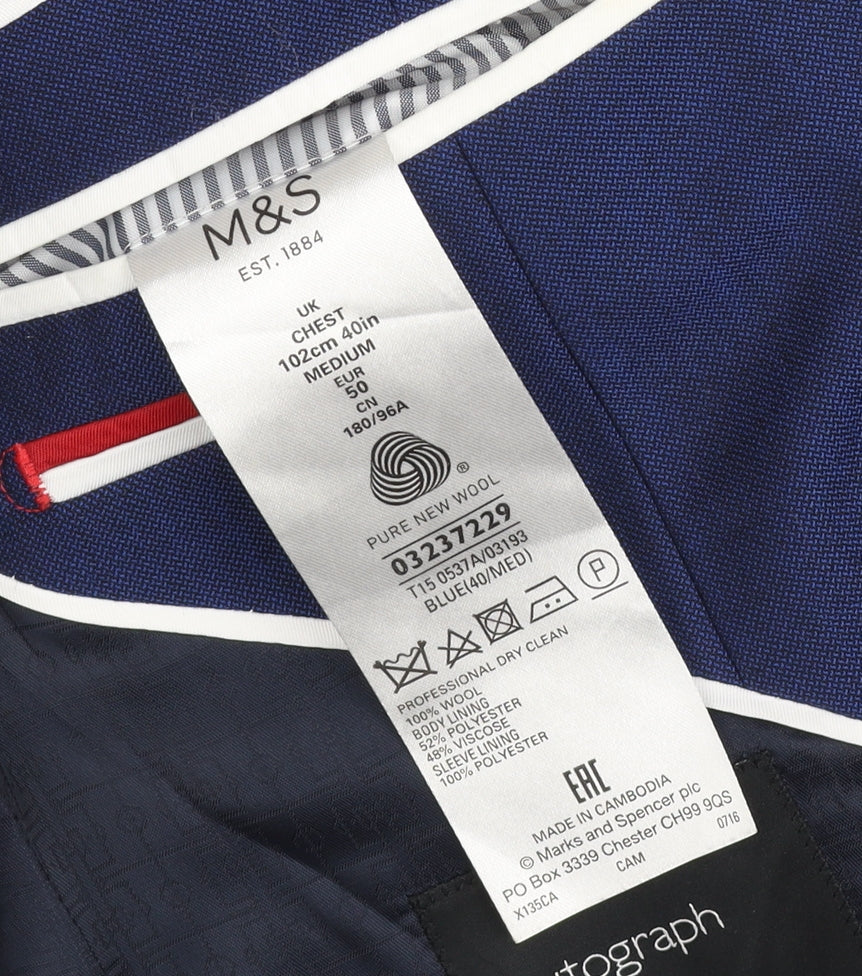 M&S
EST. 1884
UK
CHEST
102cm 40in
MEDIUM
EUR
50
CN
180/96A
®
PURE NEW WOOL
03237229
T15 0537A/03193
BLUE(40/MED)
P
PROFESSIONAL DRY CLEAN
100% WOOL
BODY LINING
52% POLYESTER
48% VISCOSE
SLEEVE LINING
100% POLYESTER
EAC
MADE IN CAMBODIA
© Marks and Spencer plc
PO Box 3339 Chester CH99 9QS
X135CA
CAM
0716
utograph